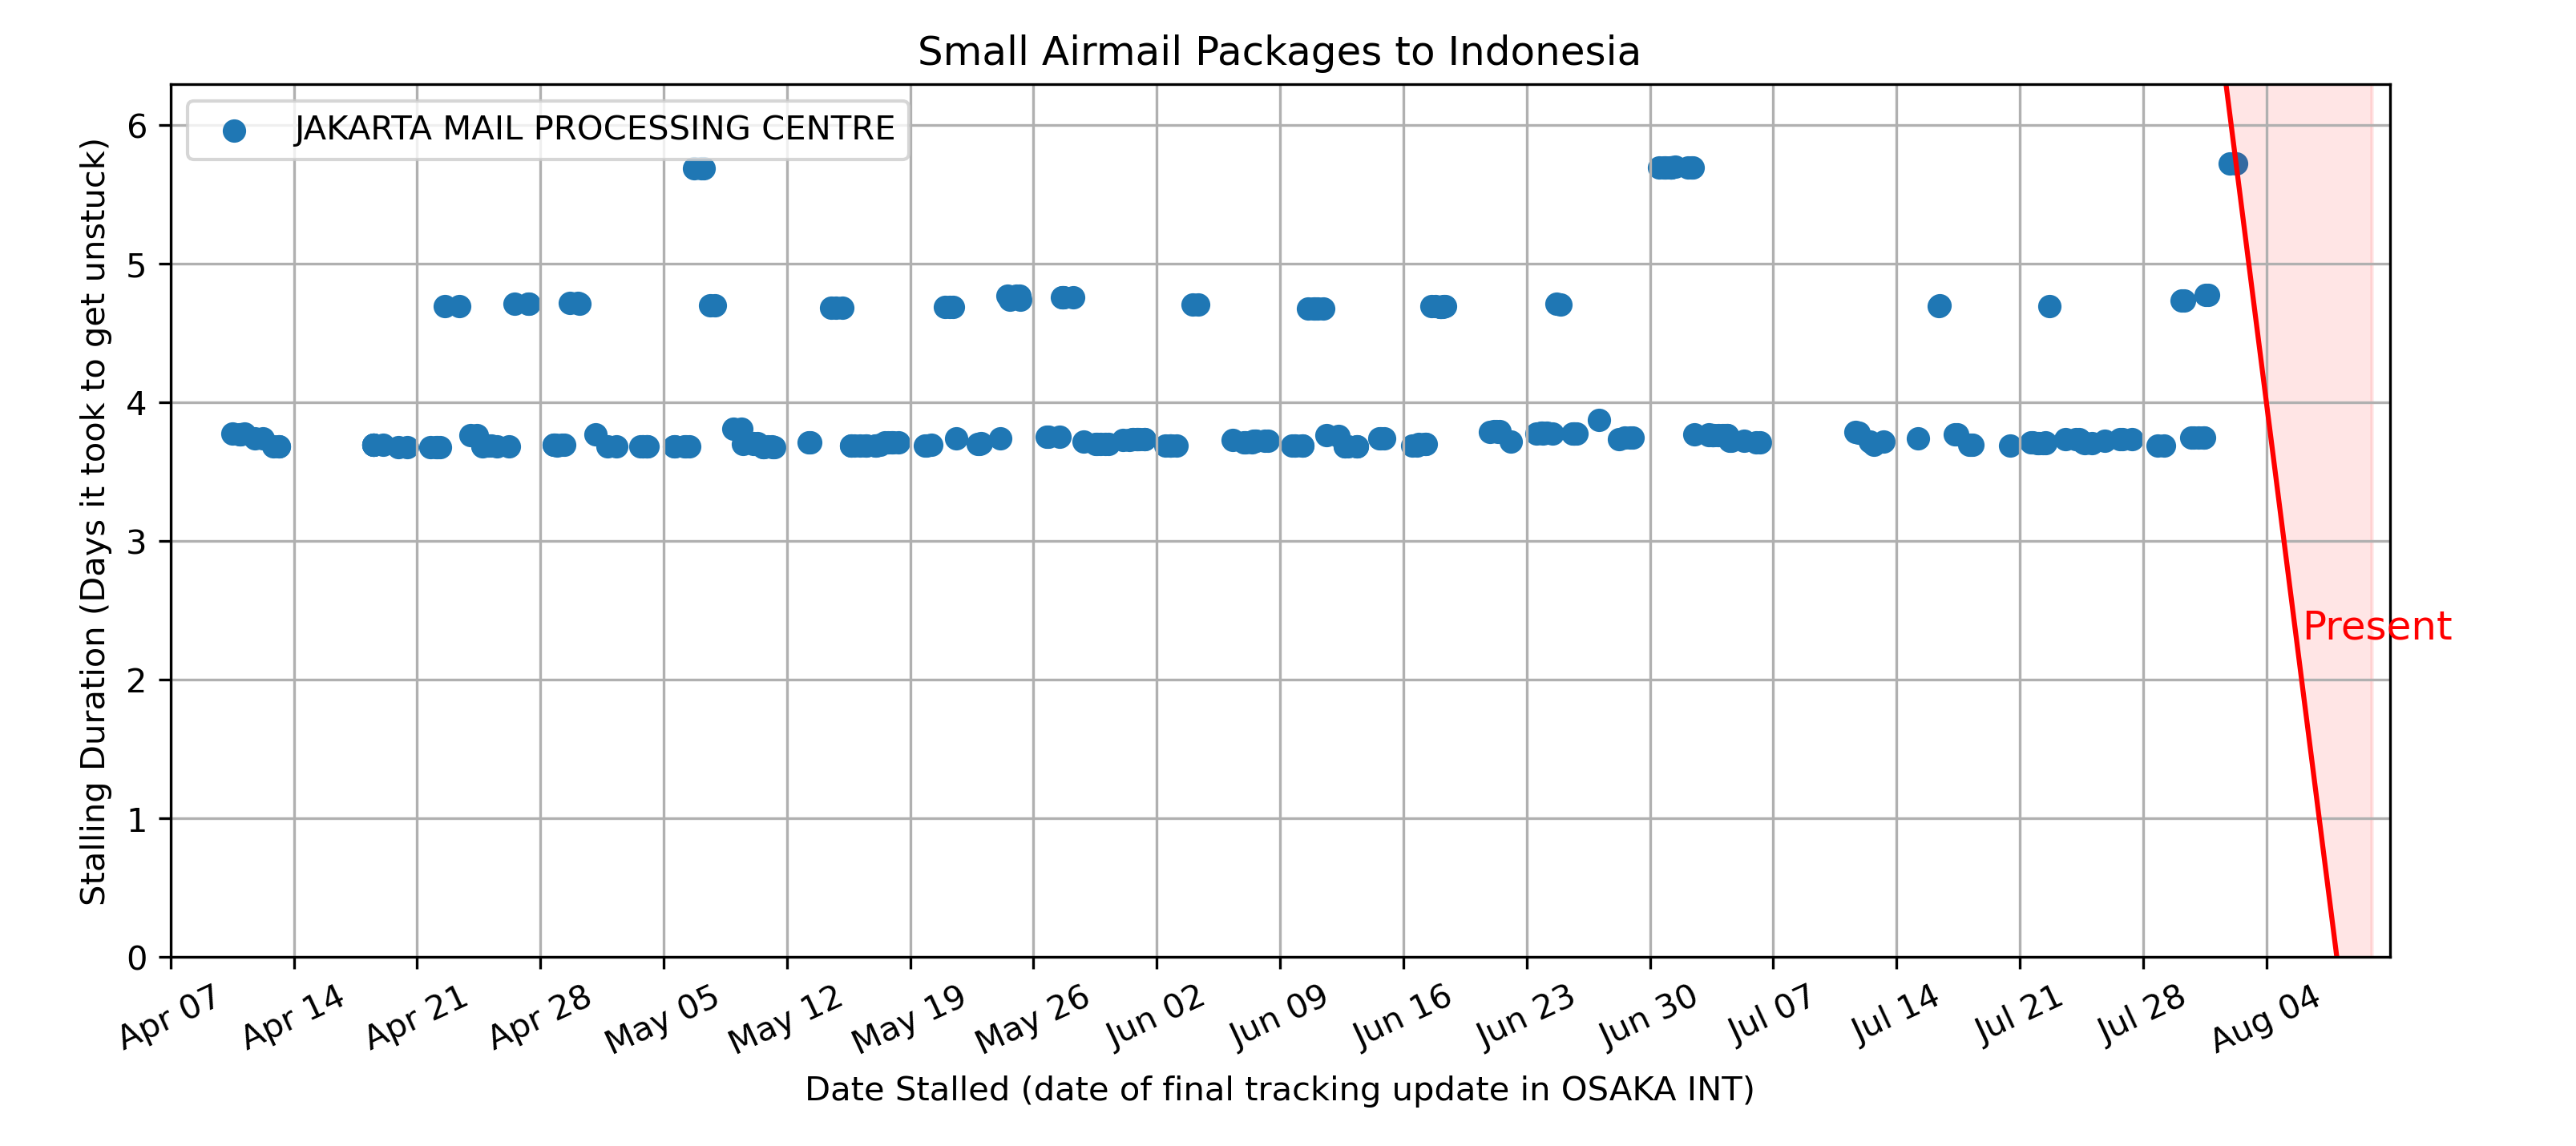 Small Airmail Packages to Indonesia
JAKARTA MAIL PROCESSING CENTRE
Stalling Duration (Days it took to get unstuck)
6
5
4
3
2
1
0
Present
Apr 07 Apr 14 Apr 21 Apr 28 May 05 May 12 May 19 May 26 Jun 02 Jun 09 Jun 16 Jun 23 Jun 30 Jul 07 Jul 14 Jul 21 Jul 28 Aug 04
Date Stalled (date of final tracking update in OSAKA INT)